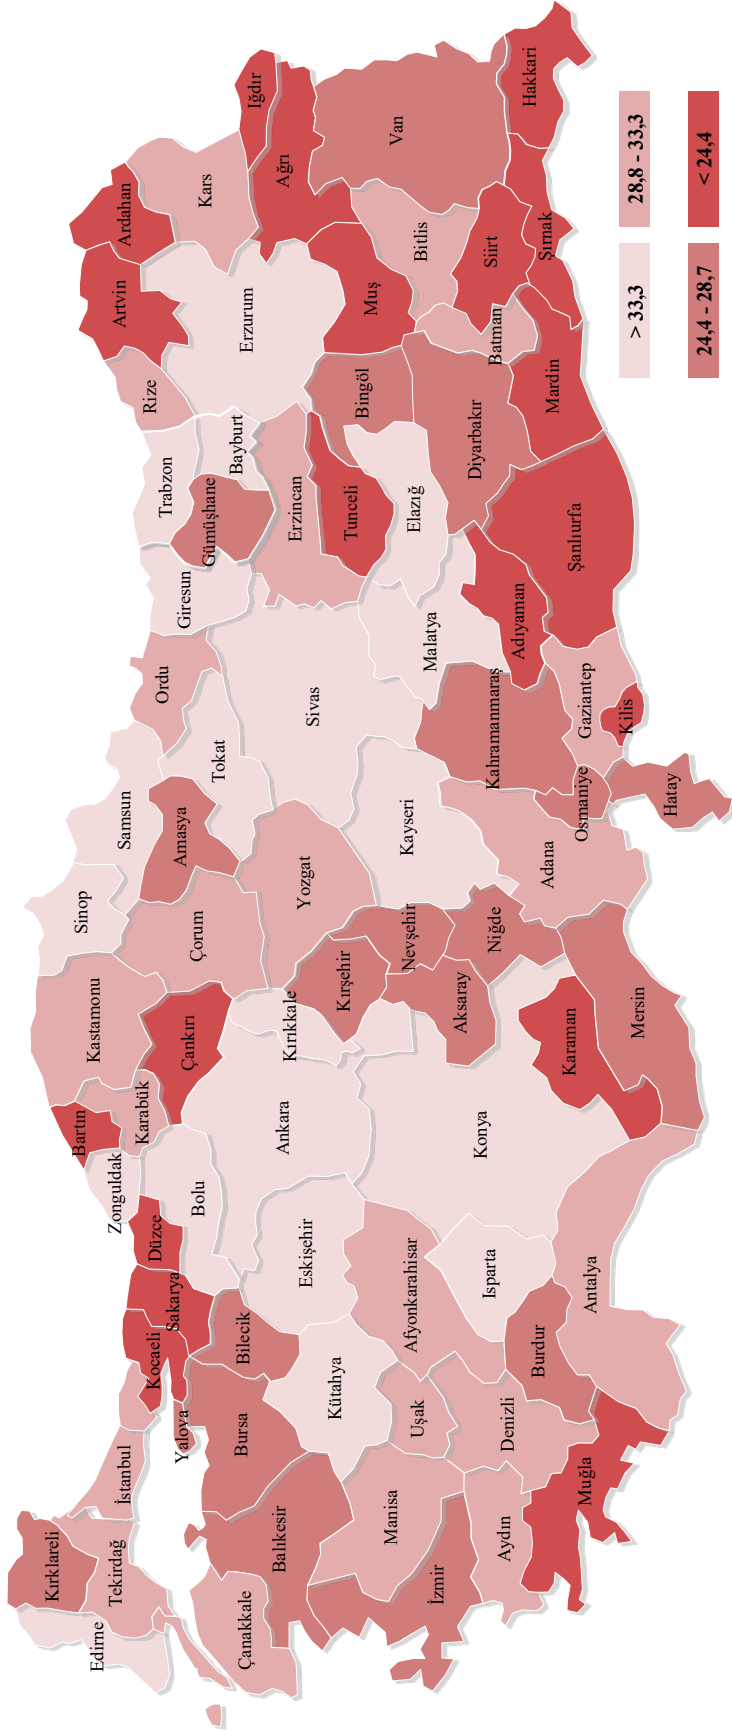 Edirne
Kırklareli
Tekirdağ
İstanbul
Çanakkale
Balıkesir
Bursa
Yalova
Kocaeli
Sakarya
Düzce
Bilecik
Zonguldak
Bartın
Karabük
Kastamonu
Bolu
Çankırı
Sinop
Samsun
Çorum
Amasya
Tokat
Ordu
Giresun
Trabzon
Gümüşhane
Bayburt
Rize
Artvin
Ardahan
Kars
Iğdır
Ağrı
Erzurum
Erzincan
Tunceli
Bingöl
Muş
Bitlis
Van
Hakkari
Şırnak
Siirt
Batman
Mardin
Diyarbakır
Elazığ
Malatya
Adıyaman
Şanlıurfa
Sivas
Yozgat
Kayseri
Kahramanmaraş
Gaziantep
Kilis
Osmaniye
Hatay
Adana
Mersin
Niğde
Nevşehir
Kırşehir
Kırıkkale
Aksaray
Ankara
Konya
Karaman
Eskişehir
Kütahya
Afyonkarahisar
Isparta
Burdur
Antalya
Uşak
Denizli
Manisa
İzmir
Aydın
Muğla
> 33,3
28,8 - 33,3
24,4 - 28,7
< 24,4